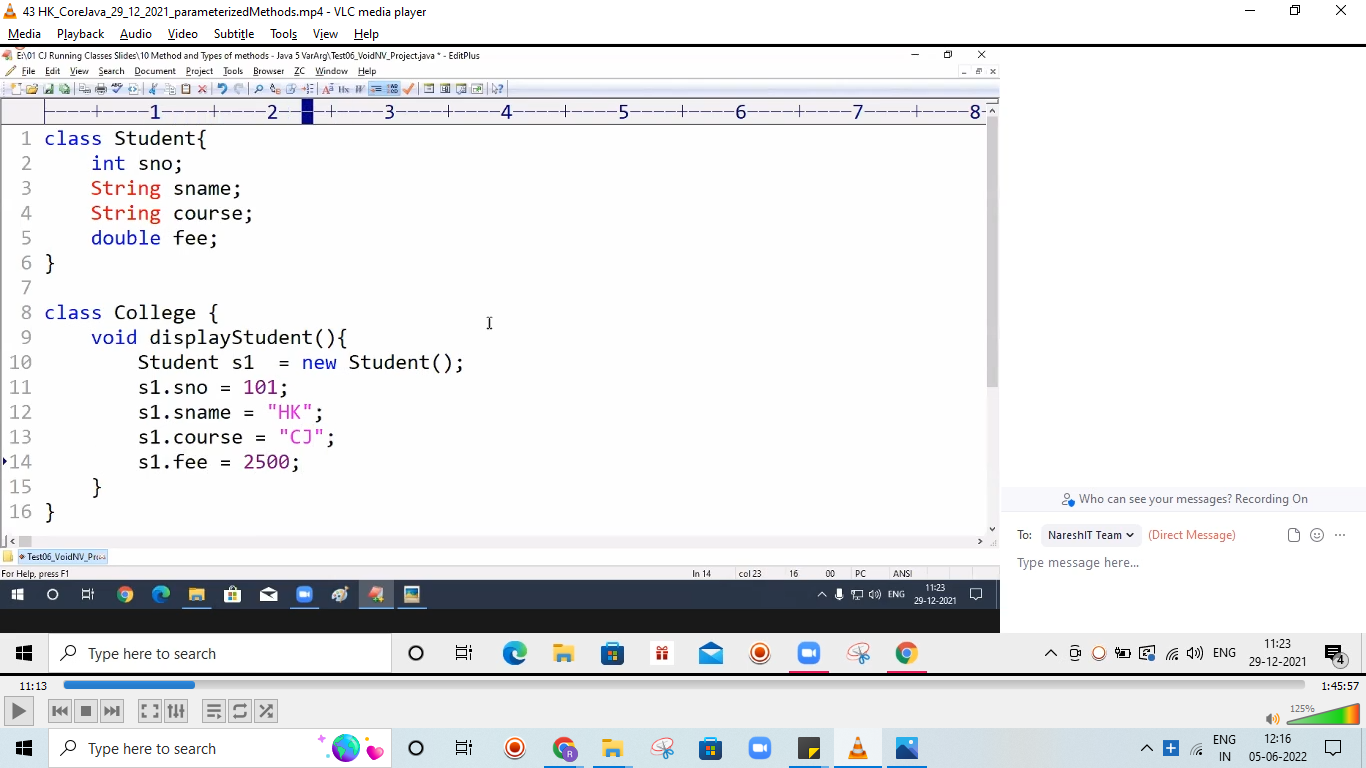 43 HK_CoreJava_29_12_2021_parameterizedMethods.mp4 - VLC media player
Media Playback Audio Video Subtitle Tools View Help
E:\01 CJ Running Classes Slides\10 Method and Types of methods - Java 5 VarArg\Test06_VoidNV_Project.java * - EditPlus
File Edit View Search Document Project Tools Browser ZC Window Help
----+----1----+----2----+----3----+----4----+----5----+----6----+----7----+----8
1 class Student{
2 int sno;
3 String sname;
4 String course;
5 double fee;
6 }
7
8 class College {
9 void displayStudent(){
10 Student s1  = new Student();
11 s1.sno = 101;
12 s1.sname = "HK";
13 s1.course = "CJ";
14 s1.fee = 2500;
15 }
16 }
Who can see your messages? Recording On
To: NareshIT Team (Direct Message)
Type message here...
Test06_VoidNV_Pr
For Help, press F1 ln 14 col 23 16 00 PC ANSI
ENG 11:23
29-12-2021
Type here to search ENG 11:23
29-12-2021 4
11:13 1:45:57
125%
Type here to search ENG 12:16
IN 05-06-2022